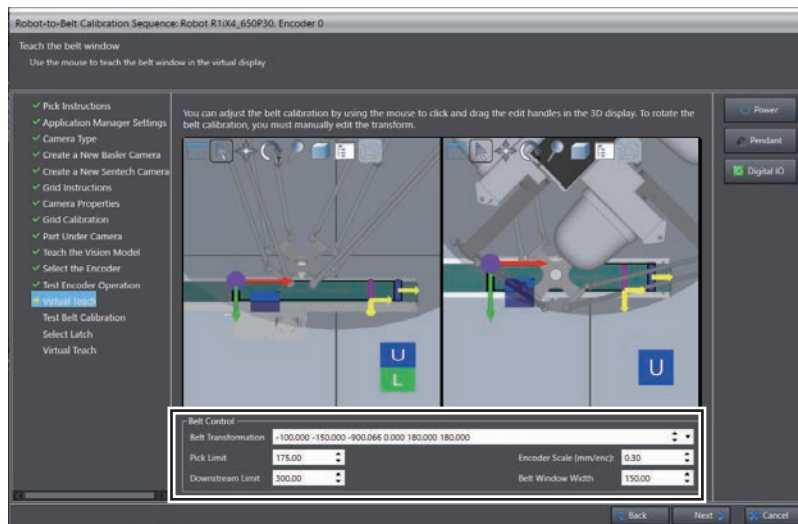 Robot-to-Belt Calibration Sequence: Robot R1iX4_650P30, Encoder 0
Teach the belt window
Use the mouse to teach the belt window in the virtual display
Pick Instructions
Application Manager Settings
Camera Type
Create a New Basler Camera
Create a New Sentech Camera
Grid Instructions
Camera Properties
Grid Calibration
Part Under Camera
Teach the Vision Model
Select the Encoder
Test Encoder Operation
Virtual Teach
Test Belt Calibration
Select Latch
Virtual Teach
You can adjust the belt calibration by using the mouse to click and drag the edit handles in the 3D display. To rotate the
belt calibration, you must manually edit the transform.
U
L
U
Power
Pendant
Digital IO
Belt Control
Belt Transformation -100.000 -150.000 -900.066 0.000 180.000 180.000
Pick Limit 175.00 Encoder Scale (mm/enc): 0.30
Downstream Limit 300.00 Belt Window Width 150.00
Back Next Cancel